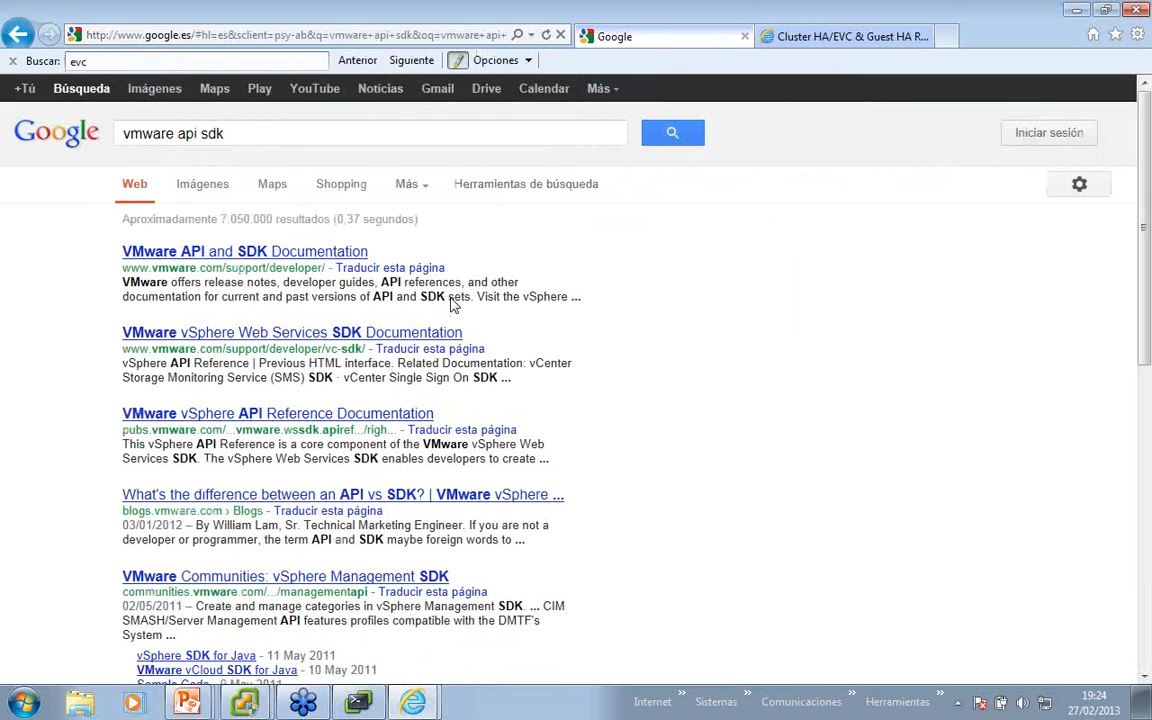 http://www.google.es/#hl=es&sclient=psy-ab&q=vmware+api+sdk&oq=vmware+api+
Google
Cluster HA/EVC & Guest HA R...
Buscar:
evc
Anterior
Siguiente
Opciones
+Tú
Búsqueda
Imágenes
Maps
Play
YouTube
Noticias
Gmail
Drive
Calendar
Más
Google
vmware api sdk
Iniciar sesión
Web
Imágenes
Maps
Shopping
Más
Herramientas de búsqueda
Aproximadamente 7.050.000 resultados (0,37 segundos)
VMware API and SDK Documentation
www.vmware.com/support/developer/ - Traducir esta página
VMware offers release notes, developer guides, API references, and other
documentation for current and past versions of API and SDK sets. Visit the vSphere ...
VMware vSphere Web Services SDK Documentation
www.vmware.com/support/developer/vc-sdk/ - Traducir esta página
vSphere API Reference | Previous HTML interface. Related Documentation: vCenter
Storage Monitoring Service (SMS) SDK · vCenter Single Sign On SDK ...
VMware vSphere API Reference Documentation
pubs.vmware.com/...vmware.wssdk.apiref.../righ... - Traducir esta página
This vSphere API Reference is a core component of the VMware vSphere Web
Services SDK. The vSphere Web Services SDK enables developers to create ...
What's the difference between an API vs SDK? | VMware vSphere ...
blogs.vmware.com › Blogs - Traducir esta página
03/01/2012 – By William Lam, Sr. Technical Marketing Engineer. If you are not a
developer or programmer, the term API and SDK maybe foreign words to ...
VMware Communities: vSphere Management SDK
communities.vmware.com/.../managementapi - Traducir esta página
02/05/2011 – Create and manage categories in vSphere Management SDK. ... CIM
SMASH/Server Management API features profiles compatible with the DMTF's
System ...
vSphere SDK for Java - 11 May 2011
VMware vCloud SDK for Java - 10 May 2011
Sample Code - 9 May 2011
Internet
Sistemas
Comunicaciones
Herramientas
19:24
27/02/2013